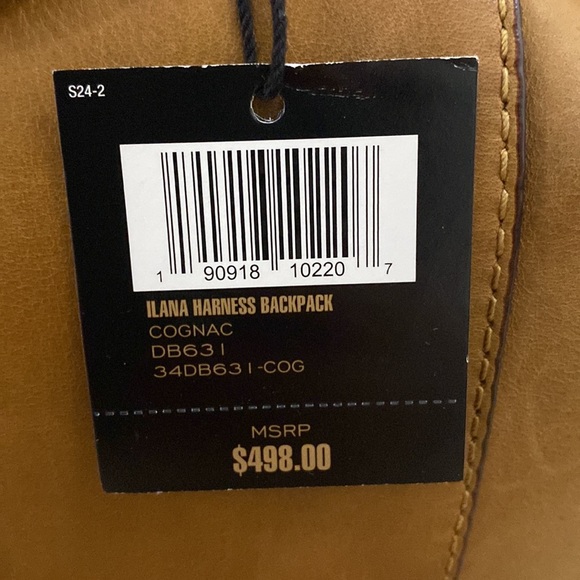 S24-2
1 90918 10220 7
ILANA HARNESS BACKPACK
COGNAC
DB631
34DB631-COG
MSRP
$498.00